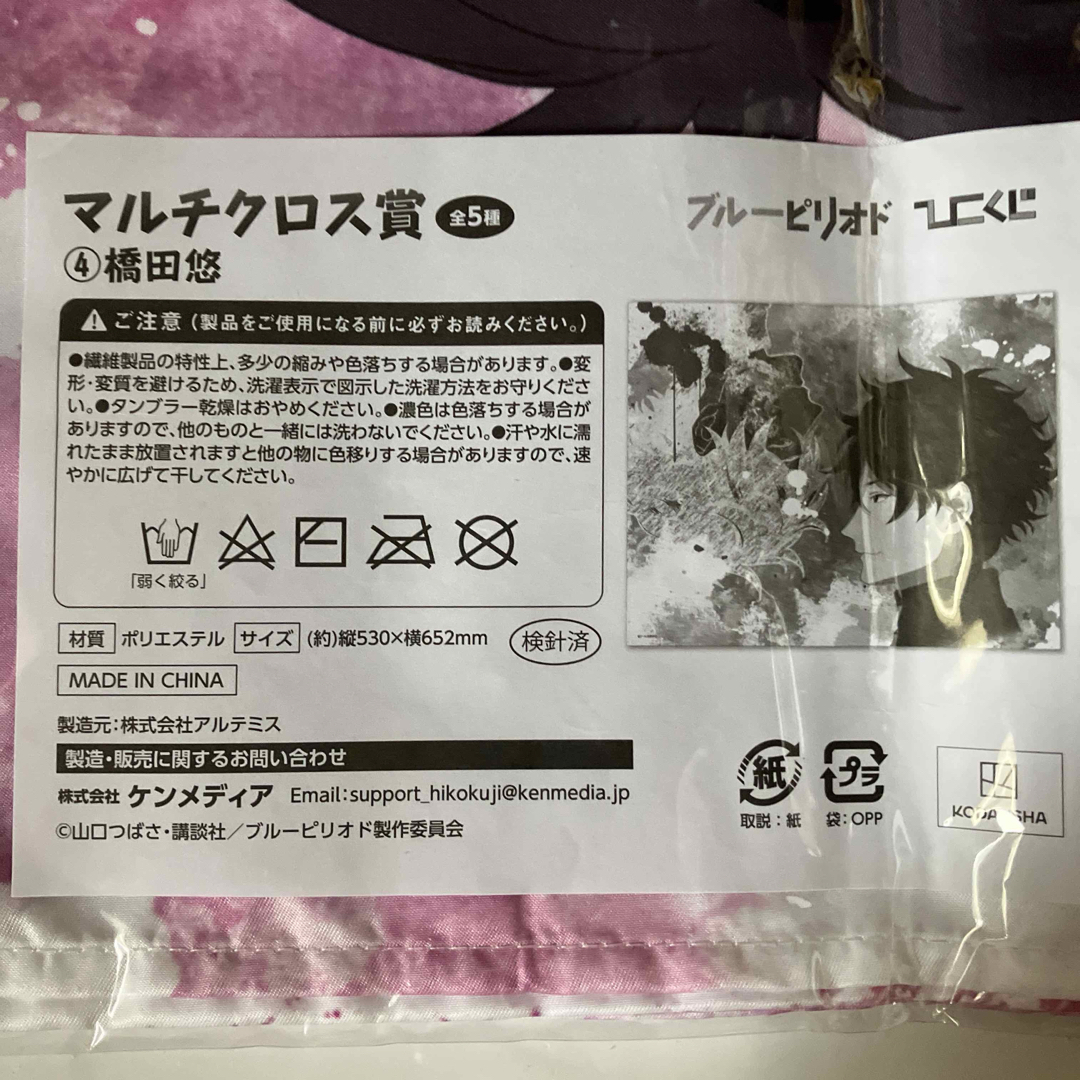 マルチクロス賞 全5種
④橋田悠
ブルーピリオド ヒコくじ
ご注意（製品をご使用になる前に必ずお読みください。）
●繊維製品の特性上、多少の縮みや色落ちする場合があります。●変
形・変質を避けるため、洗濯表示で図示した洗濯方法をお守りくださ
い。●タンブラー乾燥はおやめください。●濃色は色落ちする場合が
ありますので、他のものと一緒には洗わないでください。●汗や水に濡
れたまま放置されますと他の物に色移りする場合がありますので、速
やかに広げて干してください。
「弱く絞る」
材質 ポリエステル サイズ (約)縦530×横652mm 検針済
MADE IN CHINA
製造元：株式会社アルテミス
製造・販売に関するお問い合わせ
株式会社 ケンメディア Email：support_hikokuji@kenmedia.jp
©山口つばさ・講談社／ブルーピリオド製作委員会
紙
取説：紙
プラ
袋：OPP
KODANSHA